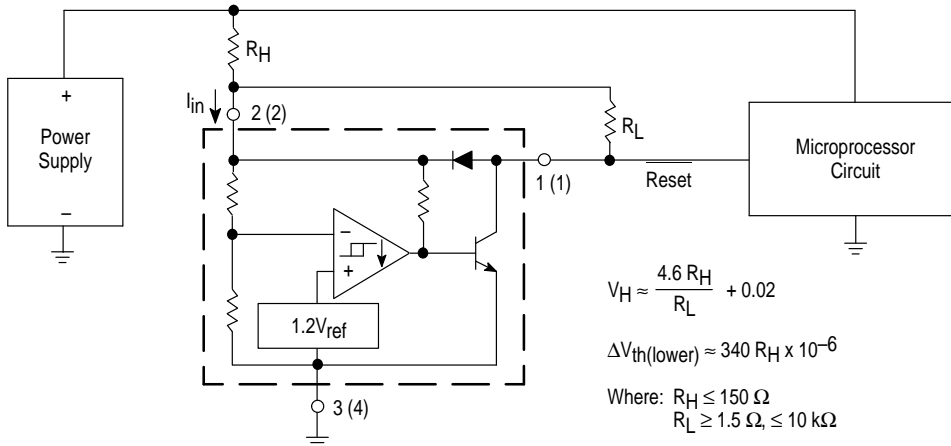 R_H
I_in
2 (2)
+
Power
Supply
–
R_L
1 (1)
Reset
Microprocessor
Circuit
–
+
1.2V_ref
3 (4)
V_H ≈ 4.6 R_H / R_L + 0.02
ΔV_th(lower) ≈ 340 R_H x 10^–6
Where: R_H ≤ 150 Ω
R_L ≥ 1.5 Ω, ≤ 10 kΩ